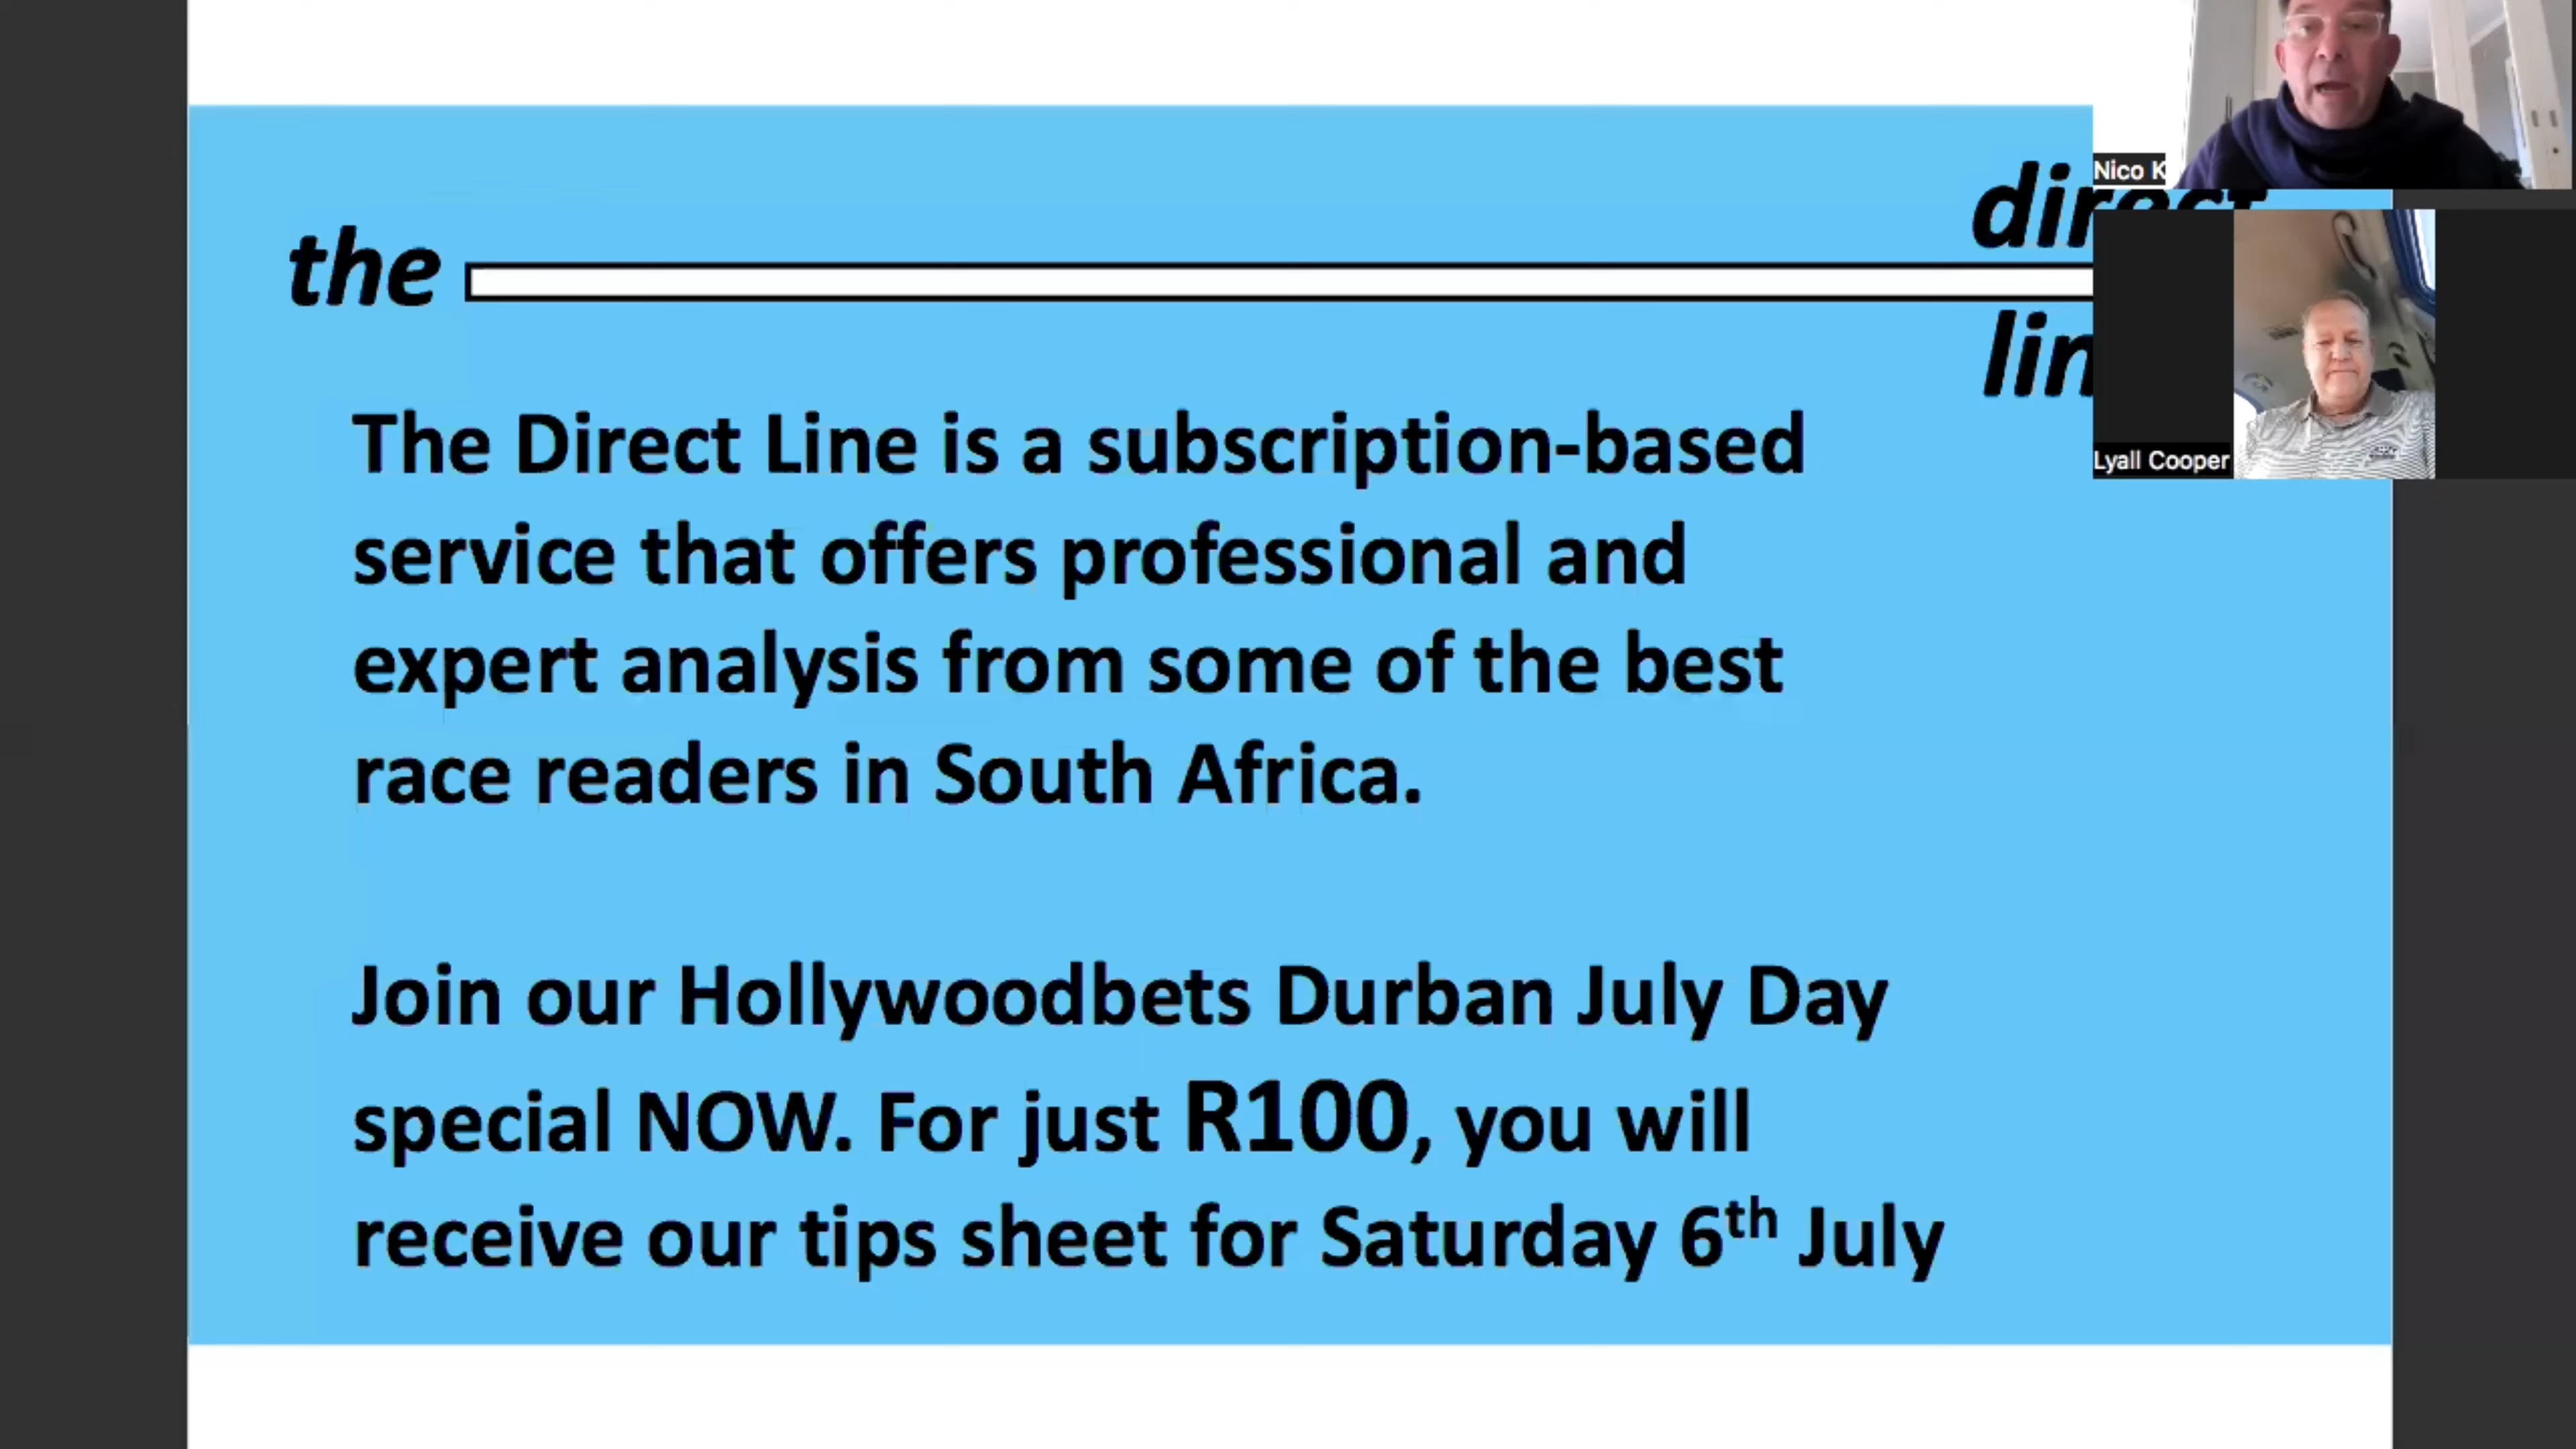 Nico K
the
direct
lin
Lyall Cooper
The Direct Line is a subscription-based
service that offers professional and
expert analysis from some of the best
race readers in South Africa.
Join our Hollywoodbets Durban July Day
special NOW. For just R100, you will
receive our tips sheet for Saturday 6th July